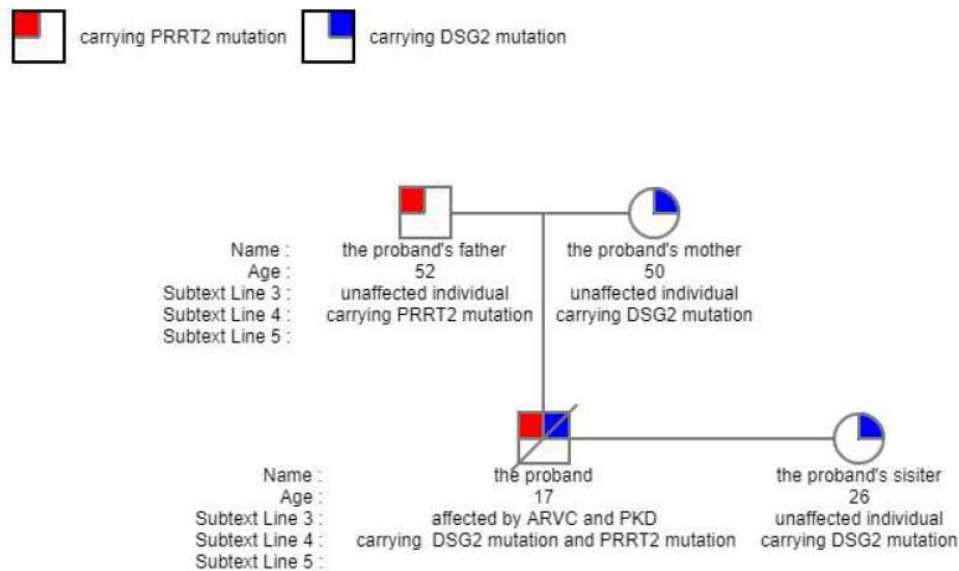 carrying PRRT2 mutation carrying DSG2 mutation
Name : the proband's father the proband's mother
Age : 52 50
Subtext Line 3 : unaffected individual unaffected individual
Subtext Line 4 : carrying PRRT2 mutation carrying DSG2 mutation
Subtext Line 5 :
Name : the proband the proband's sisiter
Age : 17 26
Subtext Line 3 : affected by ARVC and PKD unaffected individual
Subtext Line 4 : carrying DSG2 mutation and PRRT2 mutation carrying DSG2 mutation
Subtext Line 5 :